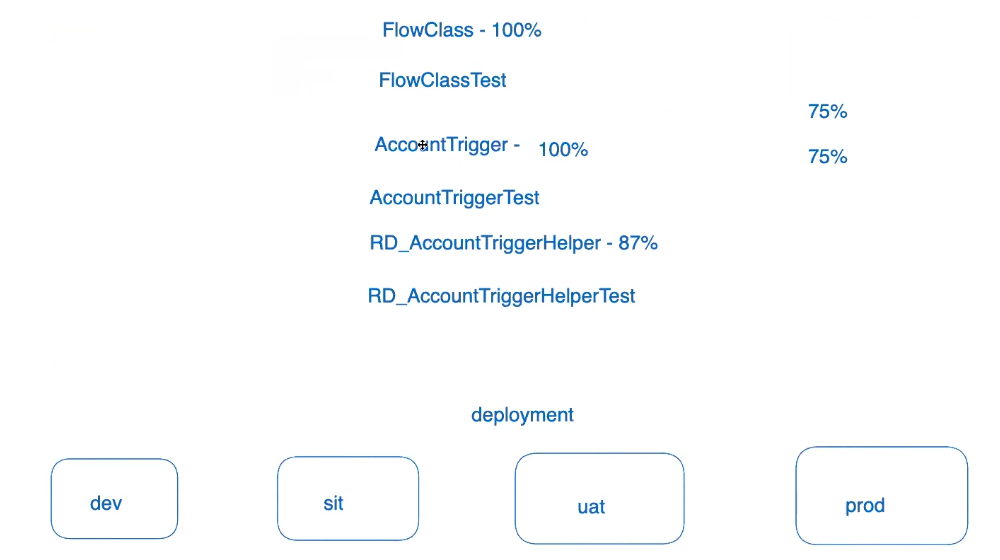 FlowClass - 100%
FlowClassTest
75%
AccountTrigger - 100%
75%
AccountTriggerTest
RD_AccountTriggerHelper - 87%
RD_AccountTriggerHelperTest
deployment
dev
sit
uat
prod